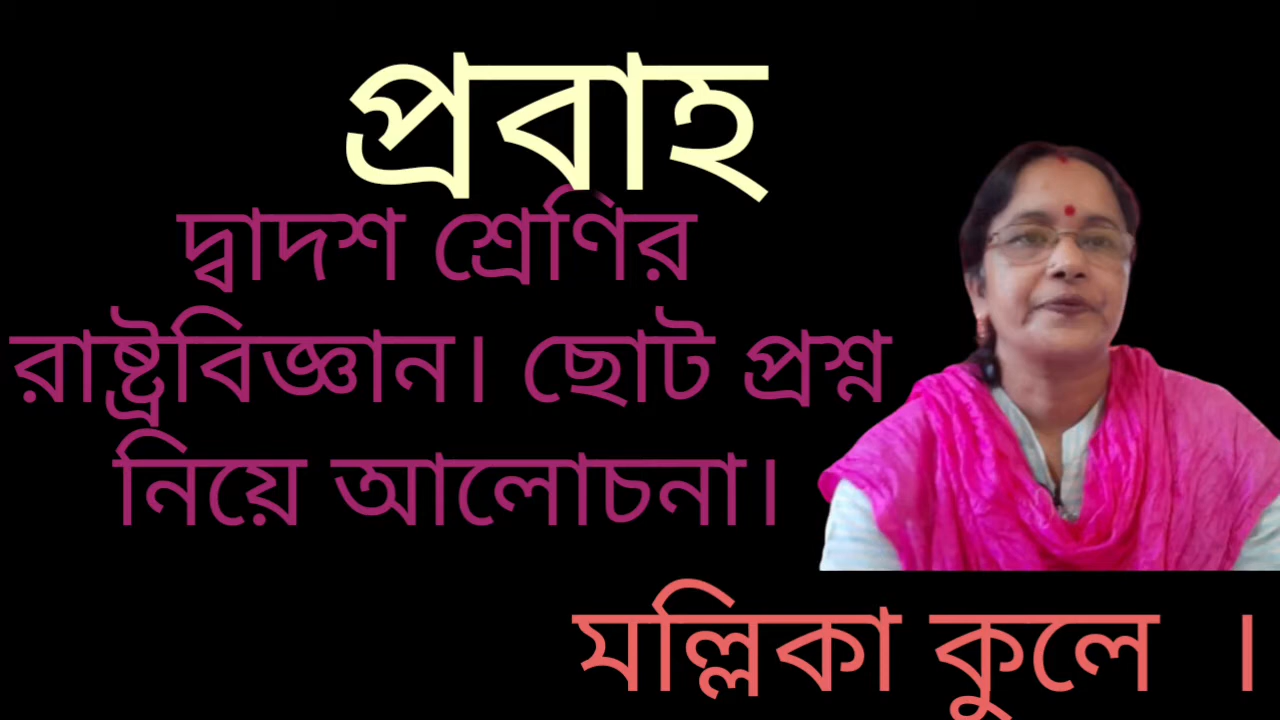 প্রবাহ
দ্বাদশ শ্রেণির
রাষ্ট্রবিজ্ঞান। ছোট প্রশ্ন
নিয়ে আলোচনা।
মল্লিকা কুলে ।